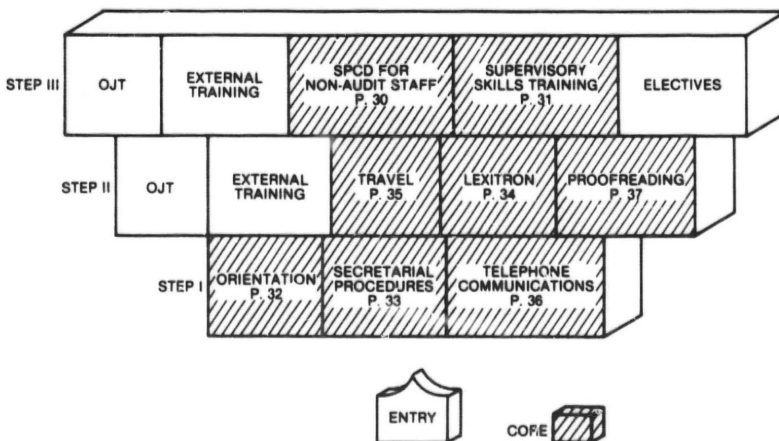 STEP III
OJT
EXTERNAL
TRAINING
SPCD FOR
NON-AUDIT STAFF
P. 30
SUPERVISORY
SKILLS TRAINING
P. 31
ELECTIVES
STEP II
OJT
EXTERNAL
TRAINING
TRAVEL
P. 35
LEXITRON
P. 34
PROOFREADING
P. 37
STEP I
ORIENTATION
P. 32
SECRETARIAL
PROCEDURES
P. 33
TELEPHONE
COMMUNICATIONS
P. 36
ENTRY
CORE